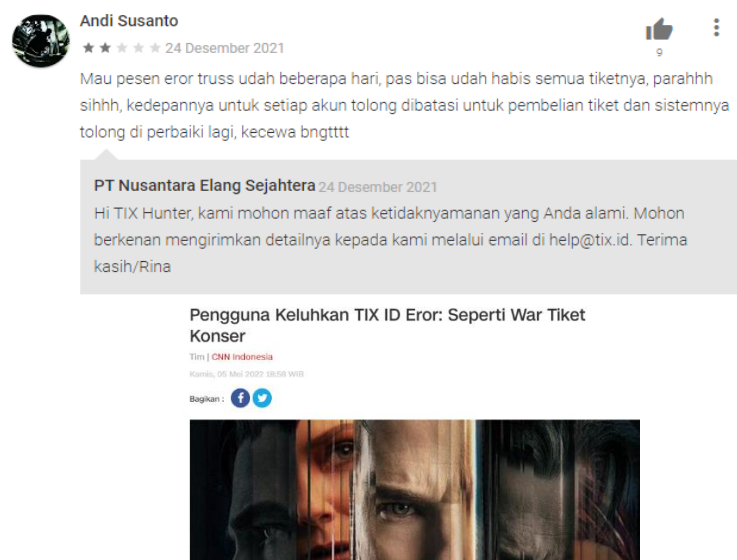 Andi Susanto
24 Desember 2021
9
Mau pesen eror truss udah beberapa hari, pas bisa udah habis semua tiketnya, parahhh
sihhh, kedepannya untuk setiap akun tolong dibatasi untuk pembelian tiket dan sistemnya
tolong di perbaiki lagi, kecewa bngtttt
PT Nusantara Elang Sejahtera 24 Desember 2021
Hi TIX Hunter, kami mohon maaf atas ketidaknyamanan yang Anda alami. Mohon
berkenan mengirimkan detailnya kepada kami melalui email di help@tix.id. Terima
kasih/Rina
Pengguna Keluhkan TIX ID Eror: Seperti War Tiket
Konser
Tim | CNN Indonesia
Kamis, 05 Mei 2022 18:58 WIB
Bagikan :